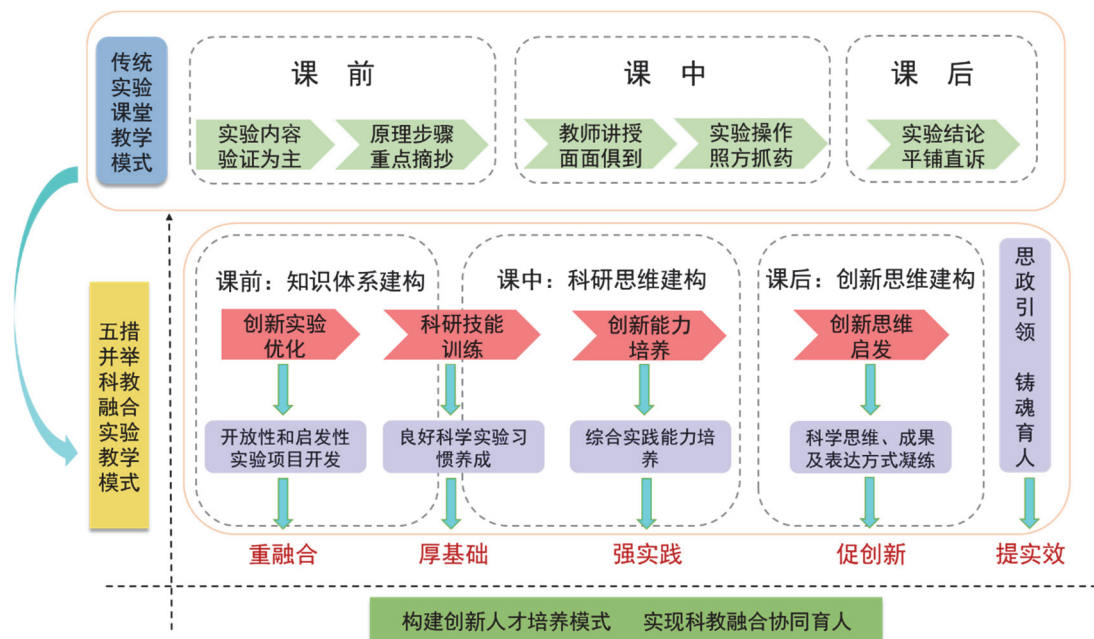 传统
实验
课堂
教学
模式
课 前
实验内容
验证为主
原理步骤
重点摘抄
课 中
教师讲授
面面俱到
实验操作
照方抓药
课 后
实验结论
平铺直诉
五措
并举
科教
融合
实验
教学
模式
课前：知识体系建构
创新实验
优化
开放性和启发性
实验项目开发
重融合
科研技能
训练
良好科学实验习
惯养成
厚基础
课中：科研思维建构
创新能力
培养
综合实践能力培
养
强实践
课后：创新思维建构
创新思维
启发
科学思维、成果
及表达方式凝练
促创新
思政引领 铸魂育人
提实效
构建创新人才培养模式 实现科教融合协同育人